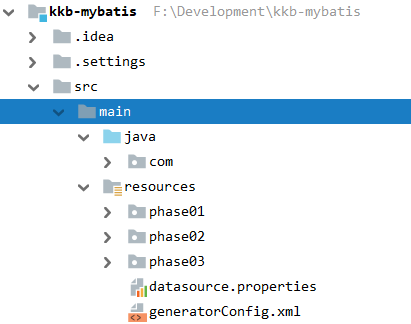 kkb-mybatis F:\Development\kkb-mybatis
.idea
.settings
src
main
java
com
resources
phase01
phase02
phase03
datasource.properties
generatorConfig.xml